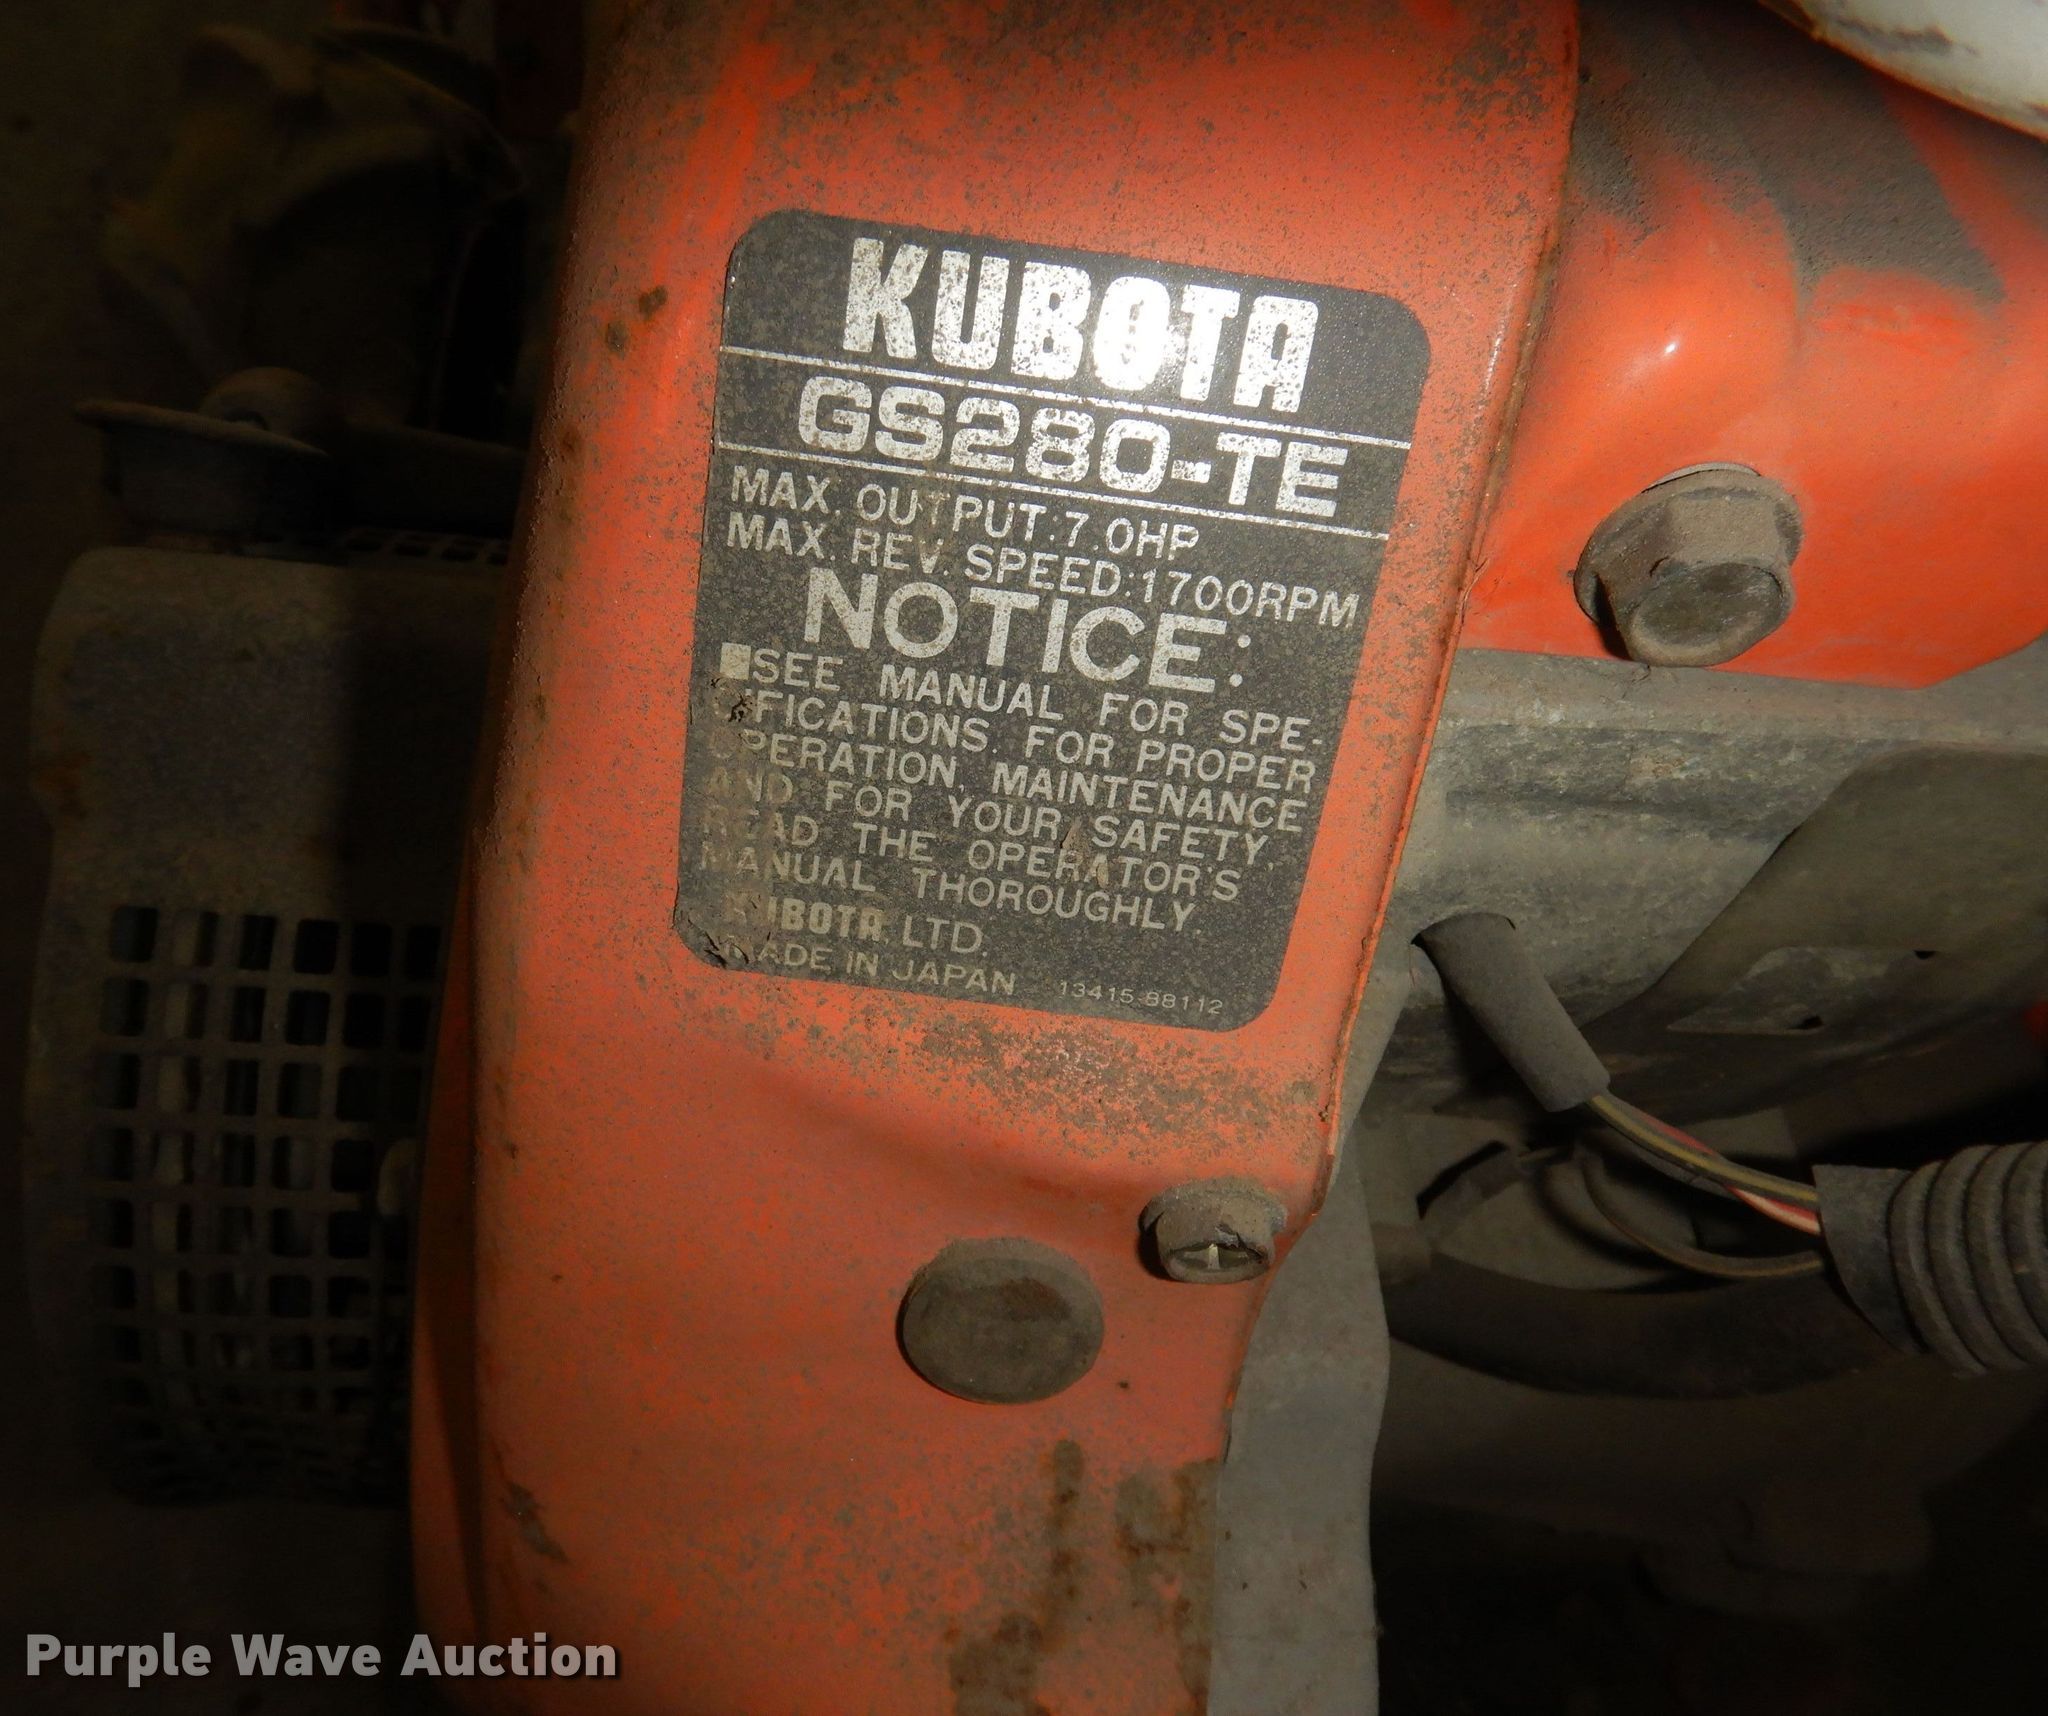 KUBOTA
GS280-TE
MAX. OUTPUT:7.0HP
MAX. REV. SPEED:1700RPM
NOTICE:
■SEE MANUAL FOR SPE-
CIFICATIONS. FOR PROPER
OPERATION, MAINTENANCE
AND FOR YOUR SAFETY,
READ THE OPERATOR'S
MANUAL THOROUGHLY.
KUBOTA, LTD.
MADE IN JAPAN 13415-88112
Purple Wave Auction